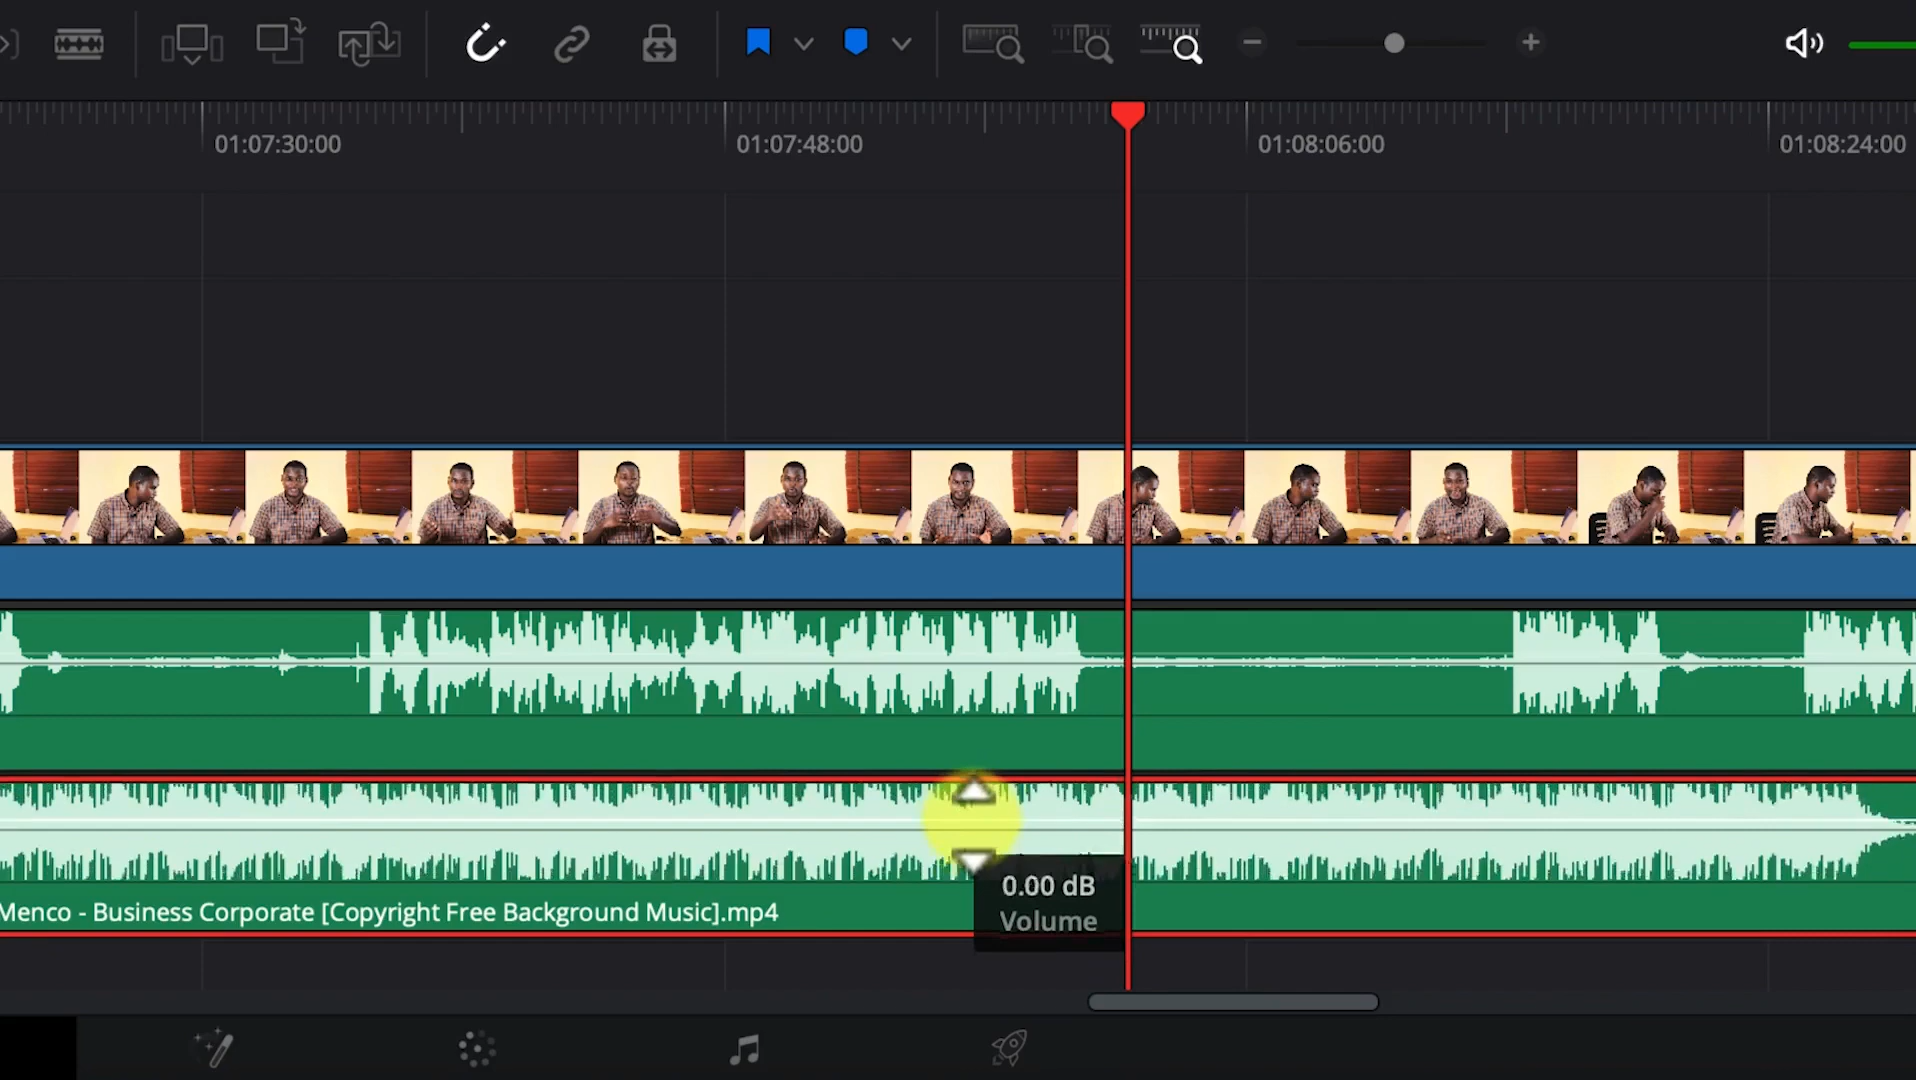 01:07:30:00
01:07:48:00
01:08:06:00
01:08:24:00
Menco - Business Corporate [Copyright Free Background Music].mp4
0.00 dB
Volume